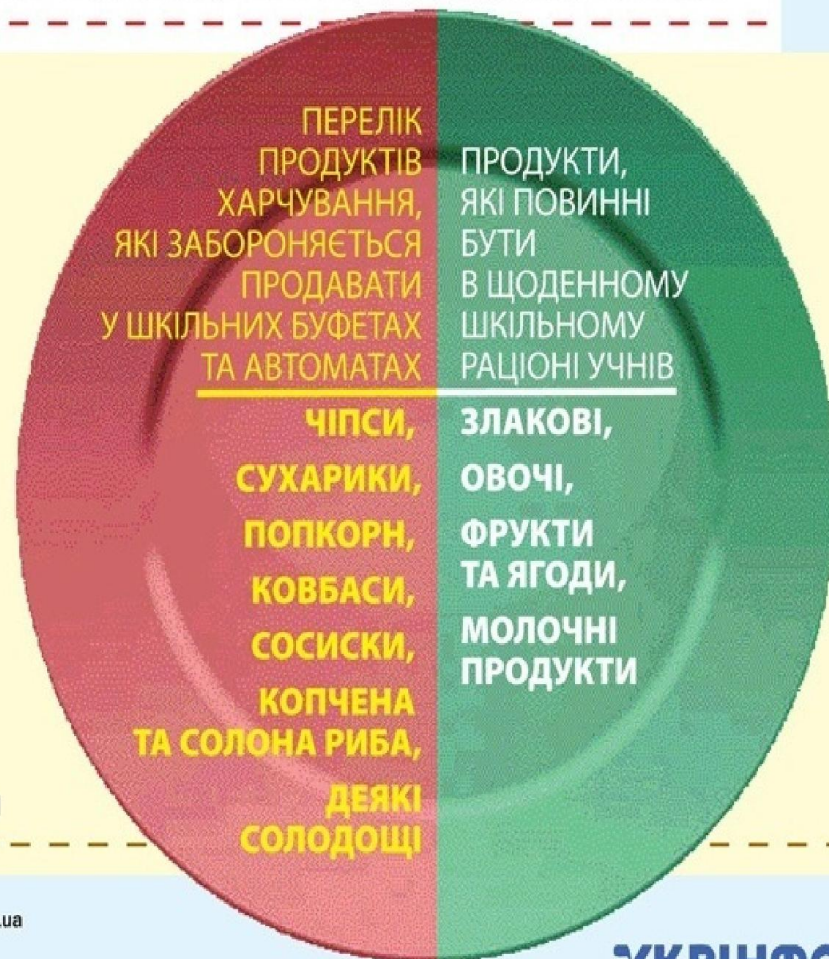 ПЕРЕЛІК
ПРОДУКТІВ
ХАРЧУВАННЯ,
ЯКІ ЗАБОРОНЯЄТЬСЯ
ПРОДАВАТИ
У ШКІЛЬНИХ БУФЕТАХ
ТА АВТОМАТАХ
ЧІПСИ,
СУХАРИКИ,
ПОПКОРН,
КОВБАСИ,
СОСИСКИ,
КОПЧЕНА
ТА СОЛОНА РИБА,
ДЕЯКІ
СОЛОДОЩІ
ПРОДУКТИ,
ЯКІ ПОВИННІ
БУТИ
В ЩОДЕННОМУ
ШКІЛЬНОМУ
РАЦІОНІ УЧНІВ
ЗЛАКОВІ,
ОВОЧІ,
ФРУКТИ
ТА ЯГОДИ,
МОЛОЧНІ
ПРОДУКТИ
.ua